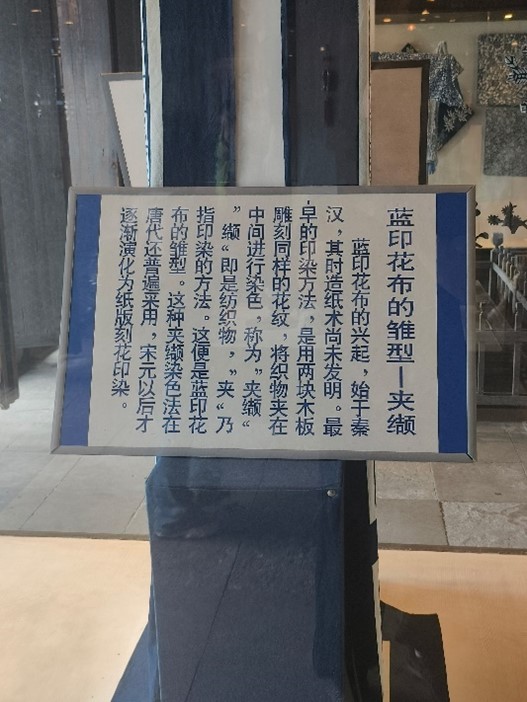 蓝印花布的雏型—夹缬
蓝印花布的兴起，始于秦
汉，其时造纸术尚未发明。最
早的印染方法，是用两块木板
雕刻同样的花纹，将织物夹在
中间进行染色，称为”夹缬“
”缬“即是纺织物，”夹“乃
指印染的方法。这便是蓝印花
布的雏型。这种夹缬染色法在
唐代还普遍采用，宋元以后才
逐渐演化为纸版刻花印染。